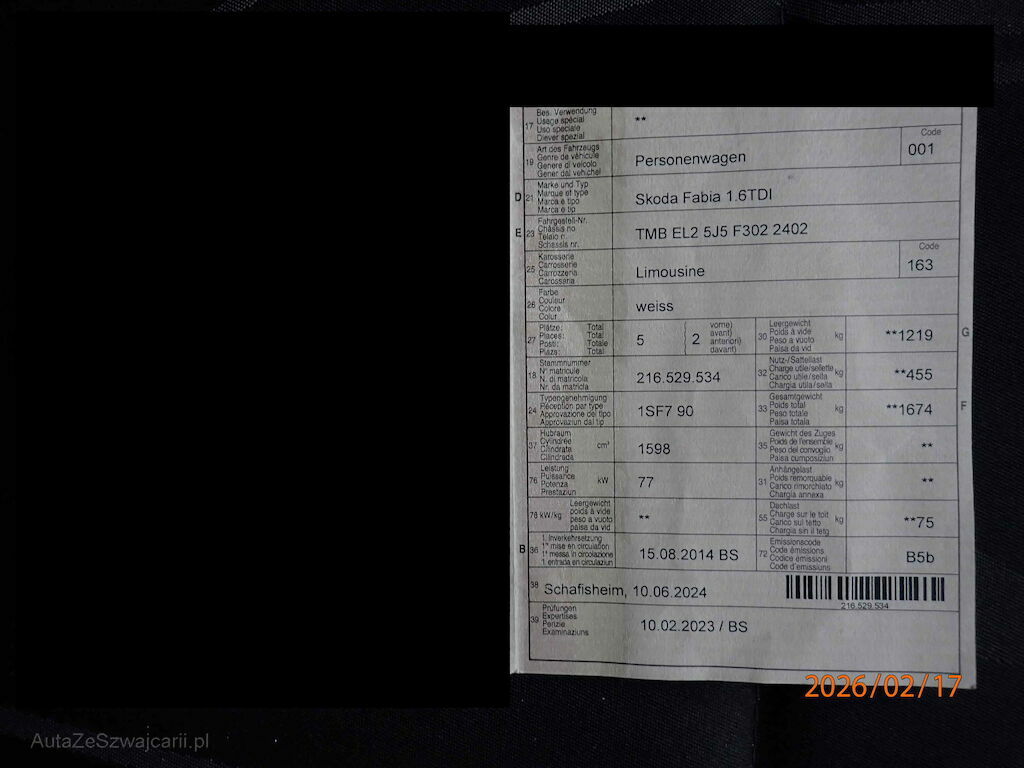 17 Bes. Verwendung
Usage spécial
Uso speciale
Diever spezial
**
19 Art des Fahrzeugs
Genre de véhicule
Genere di veicolo
Gener dal vehichel
Personenwagen
Code
001
D 21 Marke und Typ
Marque et type
Marca e tipo
Marca e tip
Skoda Fabia 1.6TDI
E 23 Fahrgestell-Nr.
Châssis no
Telaio n.
Schassis nr.
TMB EL2 5J5 F302 2402
25 Karosserie
Carrosserie
Carrozzeria
Carossaria
Limousine
Code
163
26 Farbe
Couleur
Colore
Colur
weiss
27 Plätze: Total
Places: Total
Posti: Totale
Plazs: Total
5
( 2 vorne)
avant)
anteriori)
davant)
30 Leergewicht
Poids à vide kg
Peso a vuoto
Paisa da vid
**1219 G
18 Stammnummer
N° matricule
N. di matricola
Nr. da matricla
216.529.534
32 Nutz-/Sattellast
Charge utile/sellette kg
Carico utile/sella
Chargia utila/sella
**455
24 Typengenehmigung
Réception par type
Approvazione del tipo
Approvaziun dal tip
1SF7 90
33 Gesamtgewicht
Poids total kg
Peso totale
Paisa totala
**1674 F
37 Hubraum
Cylindrée cm³
Cilindrata
Cilindrada
1598
35 Gewicht des Zuges
Poids de l'ensemble kg
Peso del convoglio
Paisa cumposiziun
**
76 Leistung
Puissance kW
Potenza
Prestaziun
77
31 Anhängelast
Poids remorquable kg
Carico rimorchiato
Chargia annexa
**
78 kW/kg Leergewicht
poids à vide
peso a vuoto
paisa da vid
**
55 Dachlast
Charge sur le toit kg
Carico sul tetto
Chargia sin il tetg
**75
B 36 1. Inverkehrsetzung
1re mise en circulation
1a messa in circolazione
1. entrada en circulaziun
15.08.2014 BS
72 Emissionscode
Code émissions
Codice emissioni
Code d'emissiuns
B5b
38 Schafisheim, 10.06.2024
216.529.534
39 Prüfungen
Expertises
Perizie
Examinaziuns
10.02.2023 / BS
2026/02/17
AutaZeSzwajcarii.pl